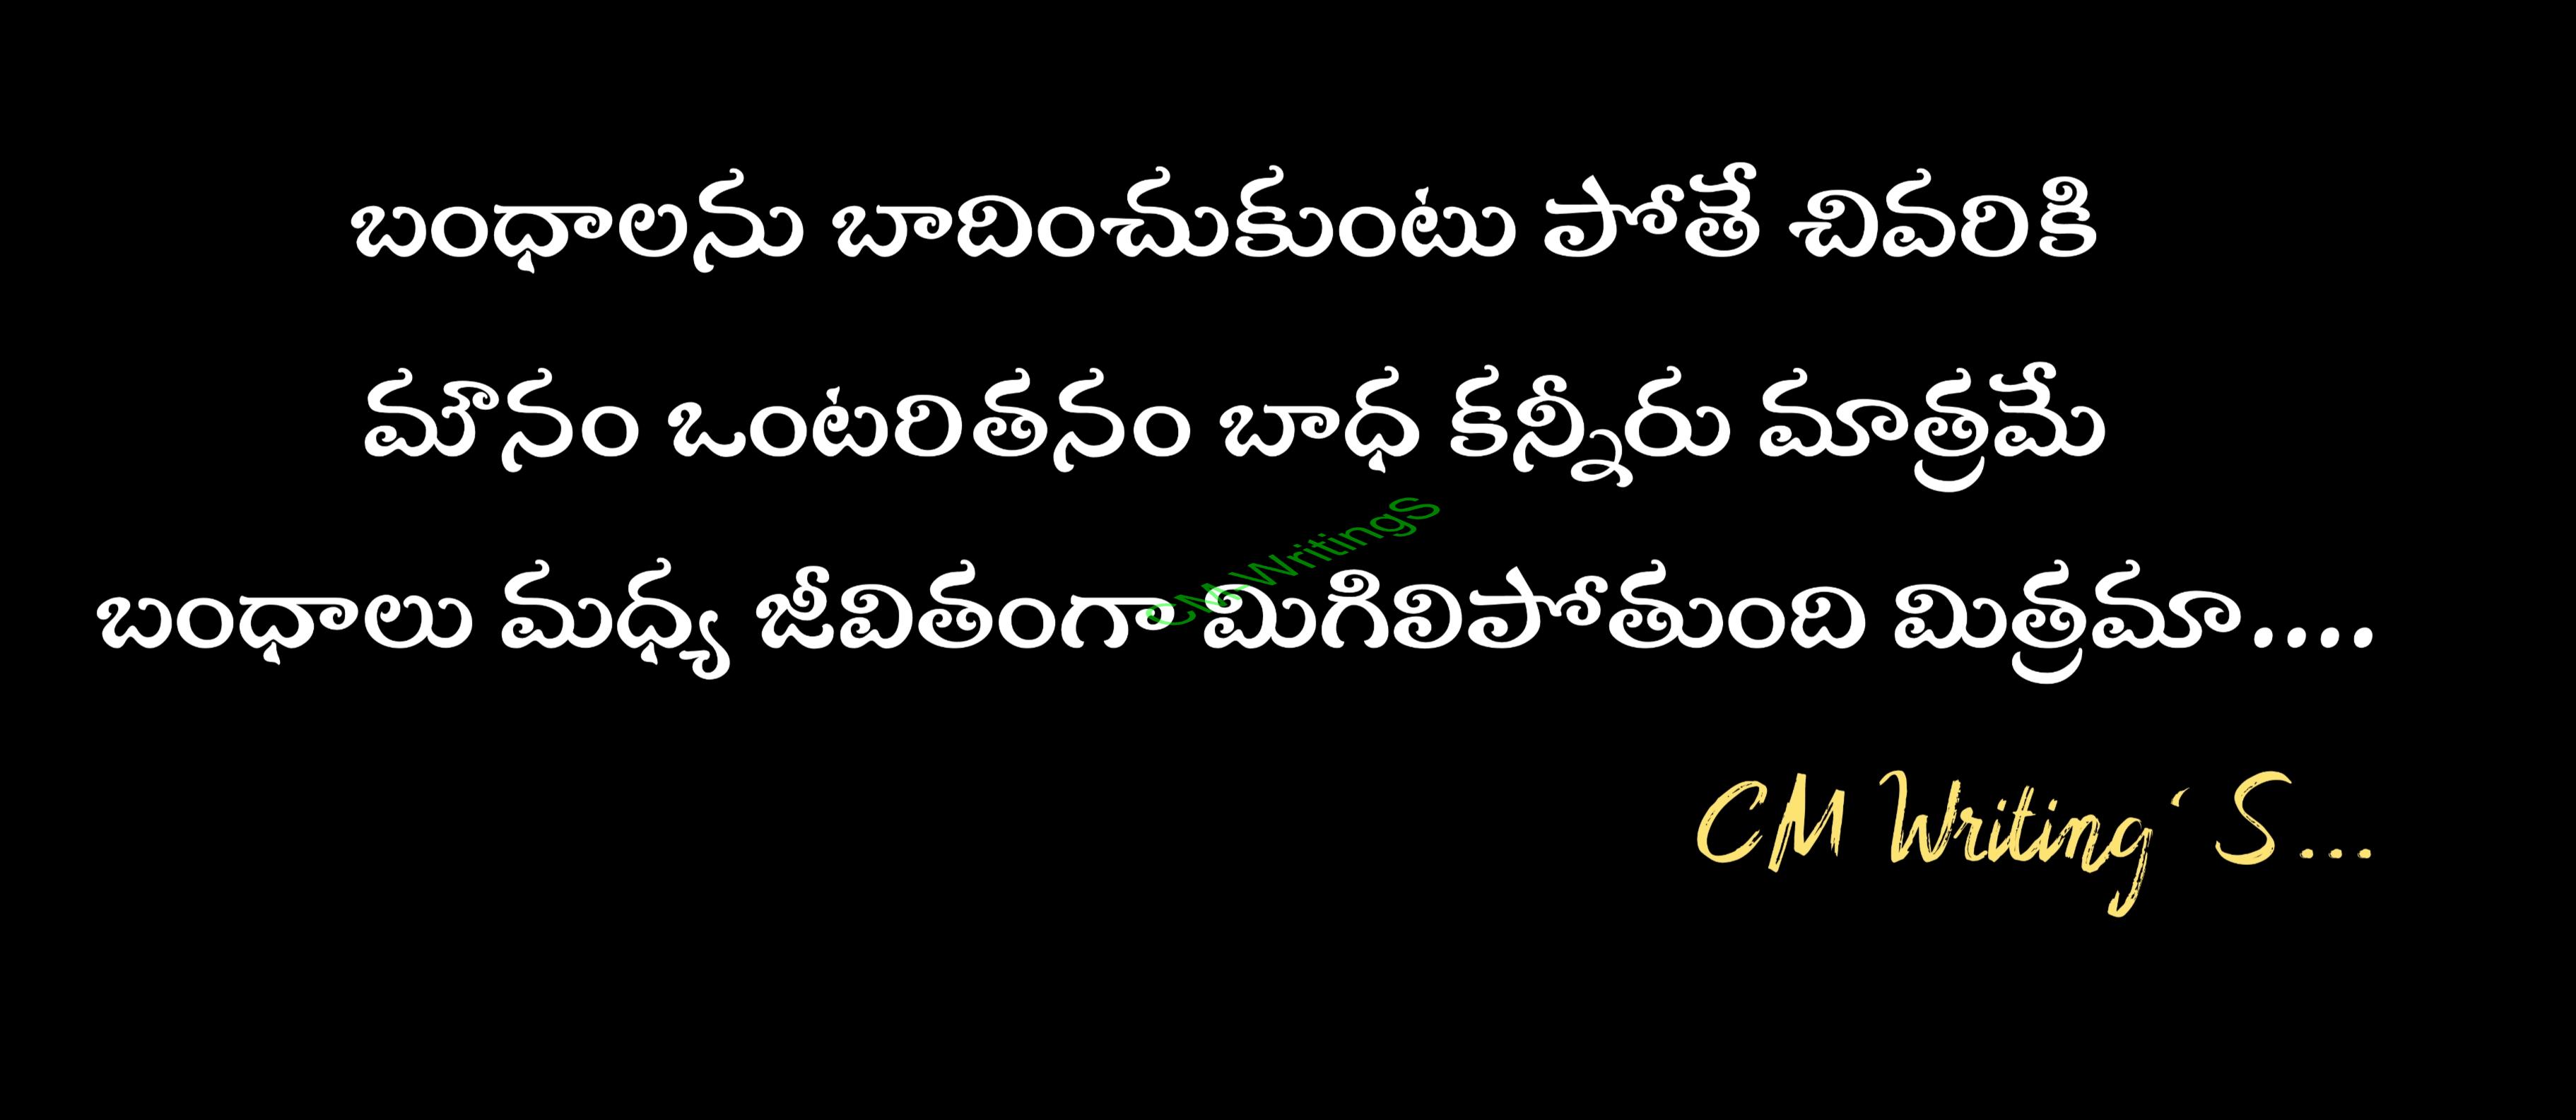 బంధాలను బాదించుకుంటు పోతే చివరికి
మౌనం ఒంటరితనం బాధ కన్నీరు మాత్రమే
CM WritingS
బంధాలు మధ్య జీవితంగా మిగిలిపోతుంది మిత్రమా....
CM Writing ‘ S...